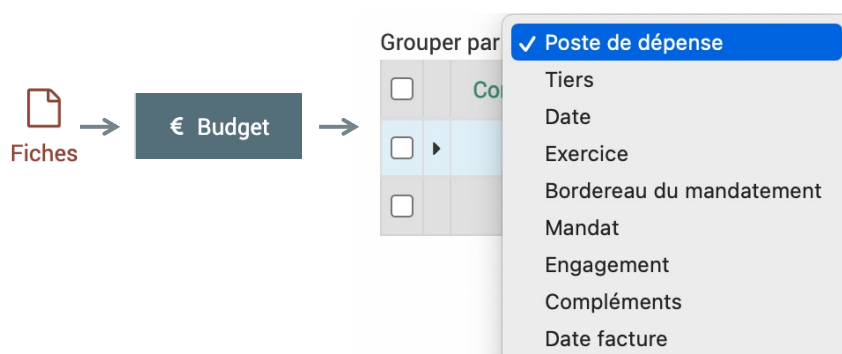 Grouper par
✓ Poste de dépense
Tiers
Date
Exercice
Bordereau du mandatement
Mandat
Engagement
Compléments
Date facture
Fiches
€ Budget